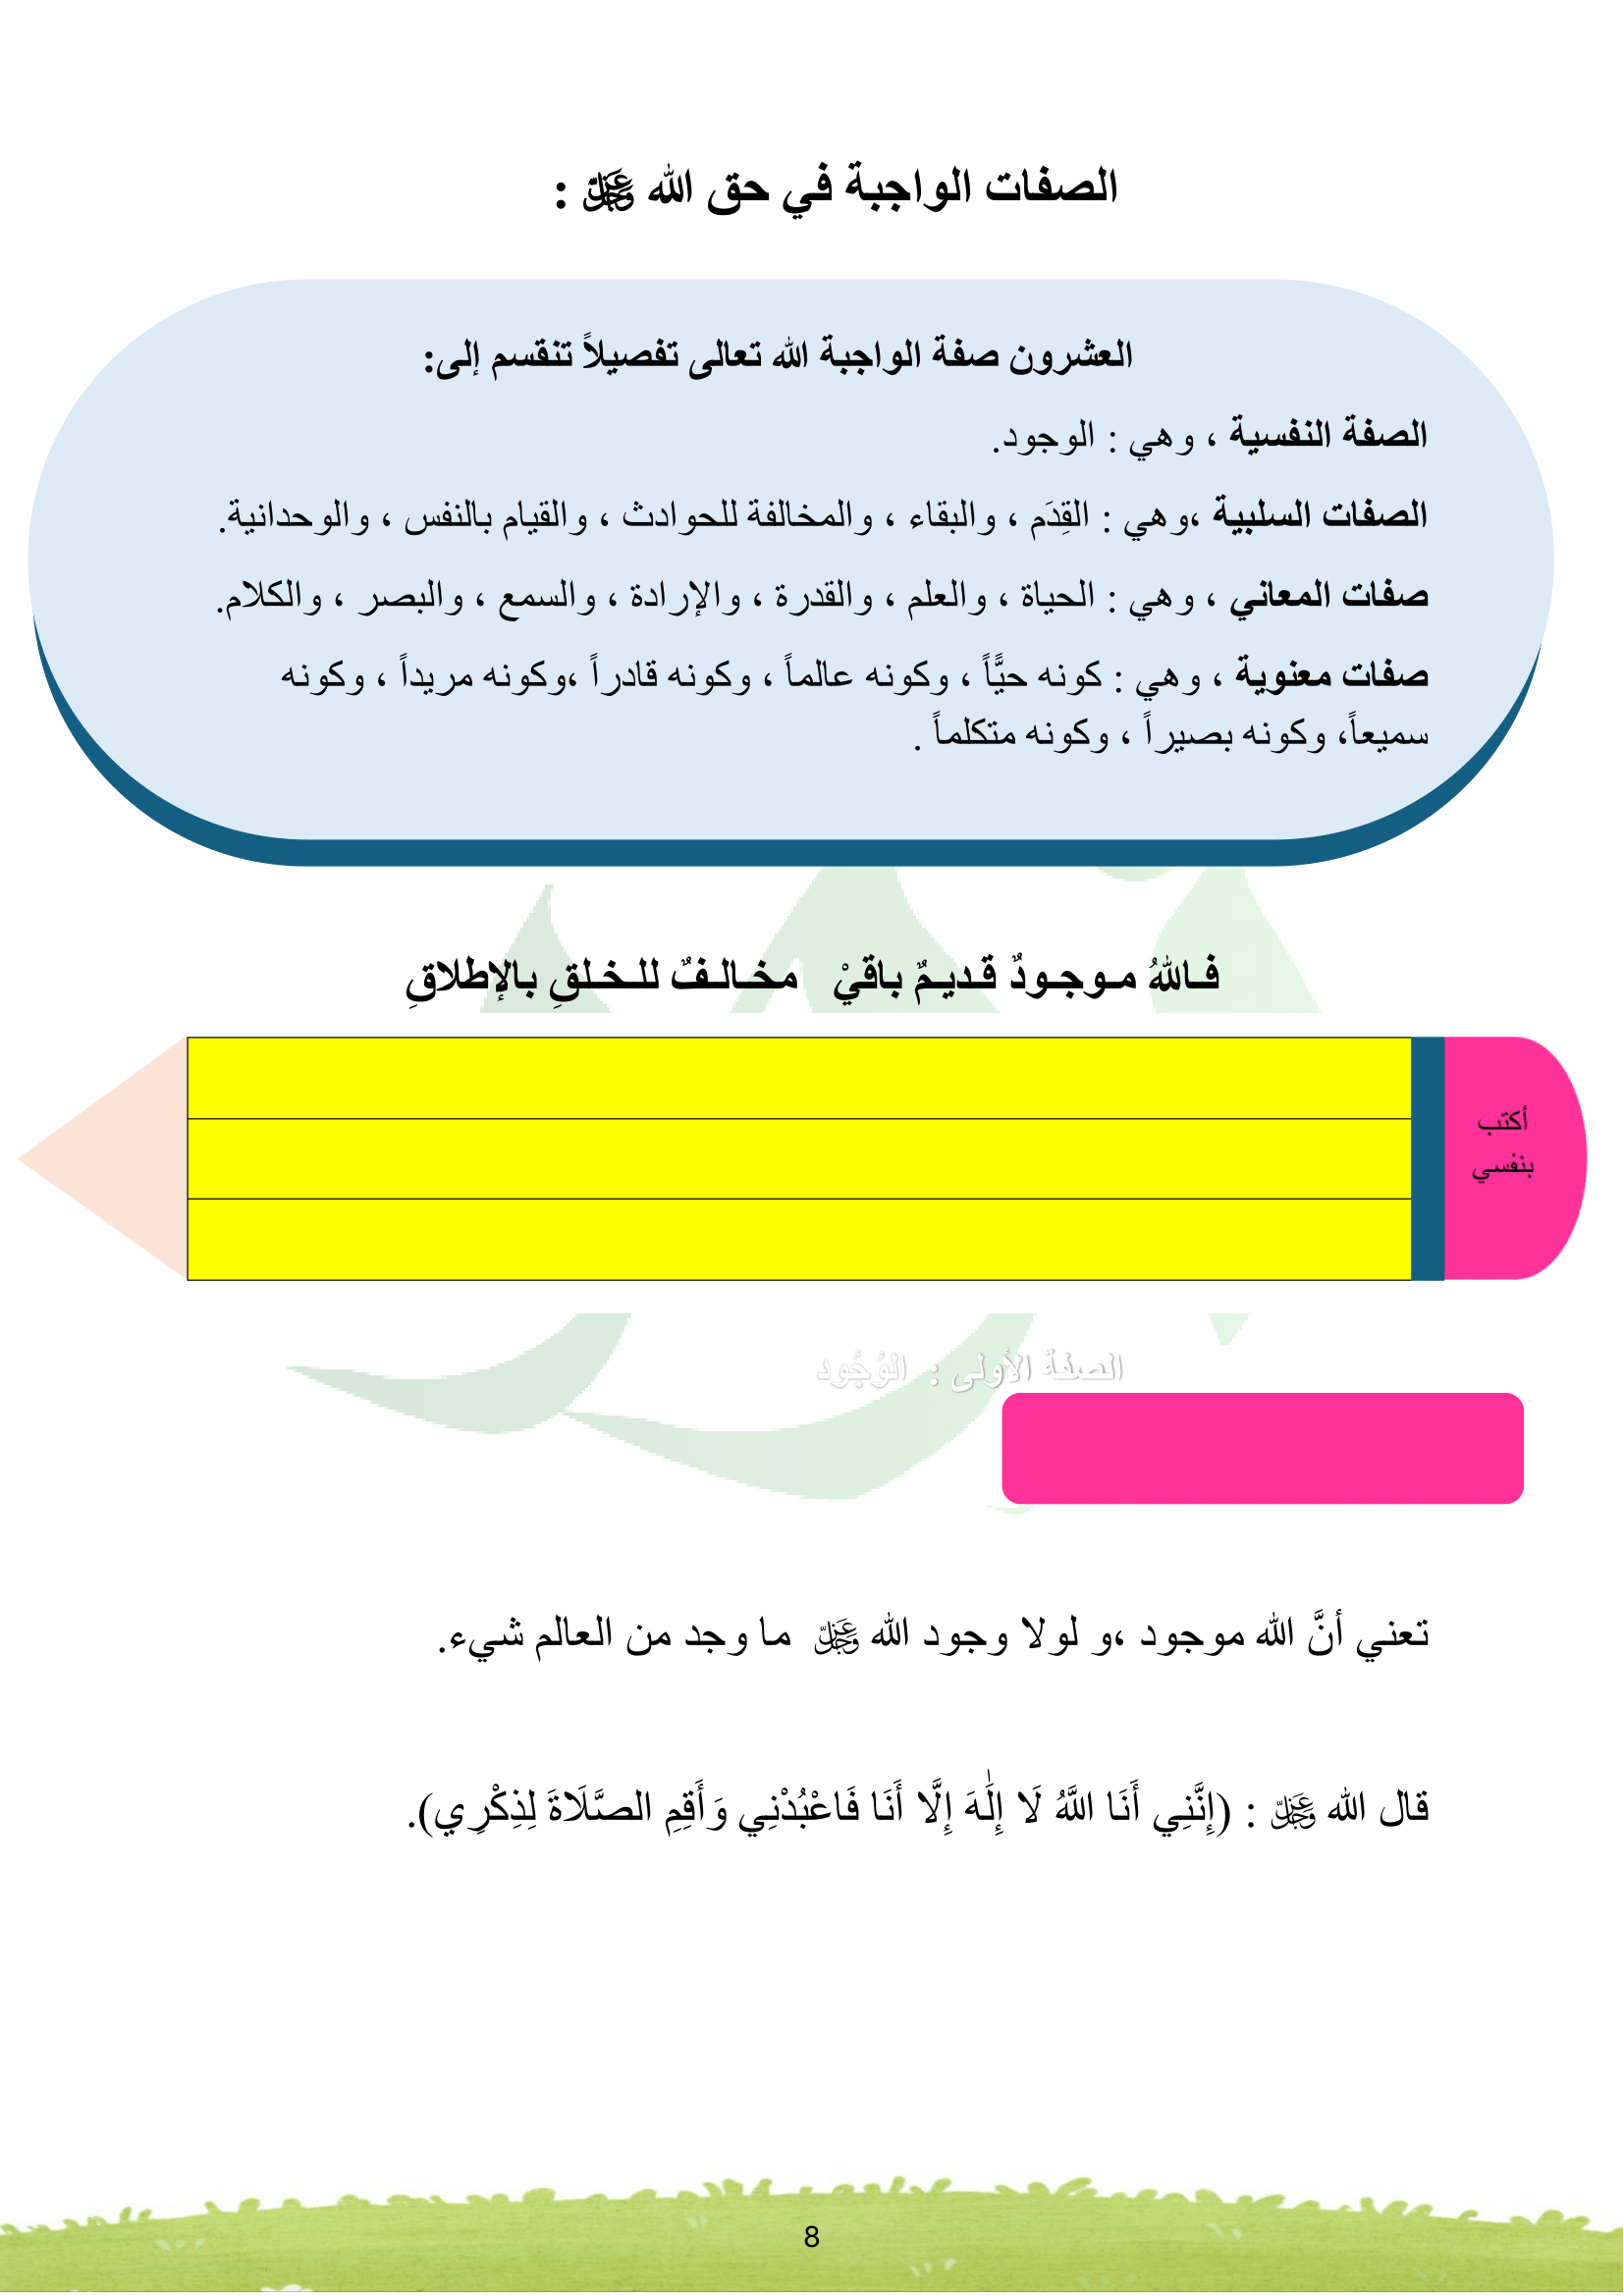 الصفات الواجبة في حق الله ﷻ :
العشرون صفة الواجبة الله تعالى تفصيلاً تنقسم إلى:
الصفة النفسية ، وهي : الوجود.
الصفات السلبية ،وهي : القِدَم ، والبقاء ، والمخالفة للحوادث ، والقيام بالنفس ، والوحدانية.
صفات المعاني ، وهي : الحياة ، والعلم ، والقدرة ، والإرادة ، والسمع ، والبصر ، والكلام.
صفات معنوية ، وهي : كونه حيًّاً ، وكونه عالماً ، وكونه قادراً ،وكونه مريداً ، وكونه
سميعاً، وكونه بصيراً ، وكونه متكلماً .
فـاللهُ مـوجـودٌ قـديـمٌ باقيْ مخـالـفٌ للـخـلقِ بالإطلاقِ
أكتب
بنفسي
الصفة الأولى : الوُجُود
تعني أنَّ الله موجود ،و لولا وجود الله ﷻ ما وجد من العالم شيء.
قال الله ﷻ : (إِنَّنِي أَنَا اللَّهُ لَا إِلَٰهَ إِلَّا أَنَا فَاعْبُدْنِي وَأَقِمِ الصَّلَاةَ لِذِكْرِي).
8